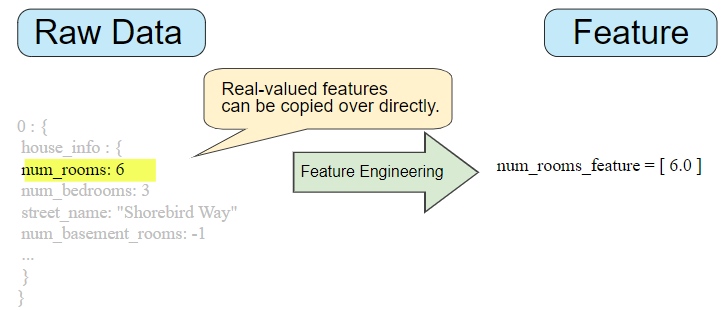 Raw Data
Feature
Real-valued features
can be copied over directly.
0 : {
house_info : {
num_rooms: 6
num_bedrooms: 3
street_name: "Shorebird Way"
num_basement_rooms: -1
...
}
}
Feature Engineering
num_rooms_feature = [ 6.0 ]